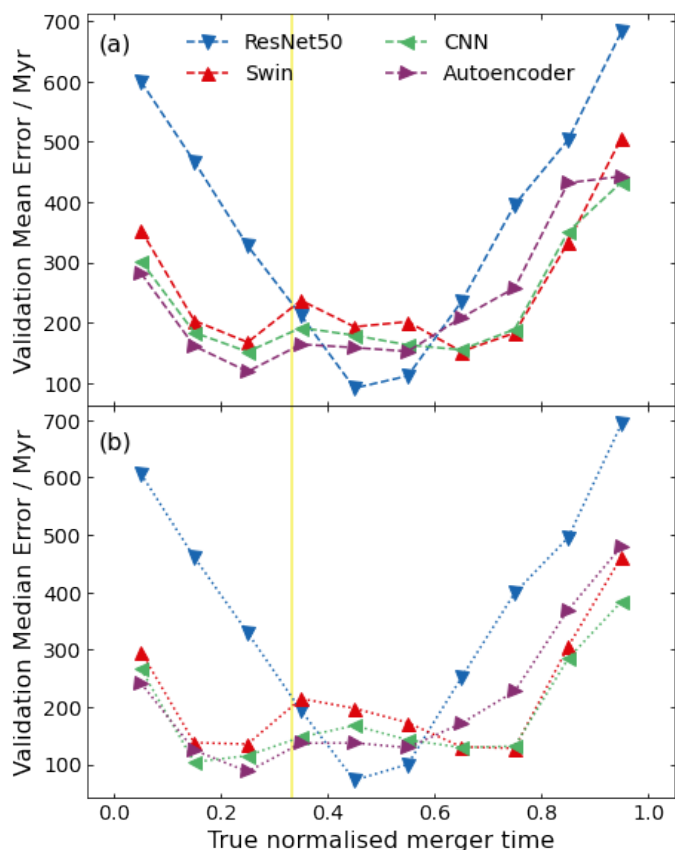 (a)
ResNet50
CNN
Swin
Autoencoder
Validation Mean Error / Myr
700
600
500
400
300
200
100
(b)
Validation Median Error / Myr
700
600
500
400
300
200
100
0.0 0.2 0.4 0.6 0.8 1.0
True normalised merger time